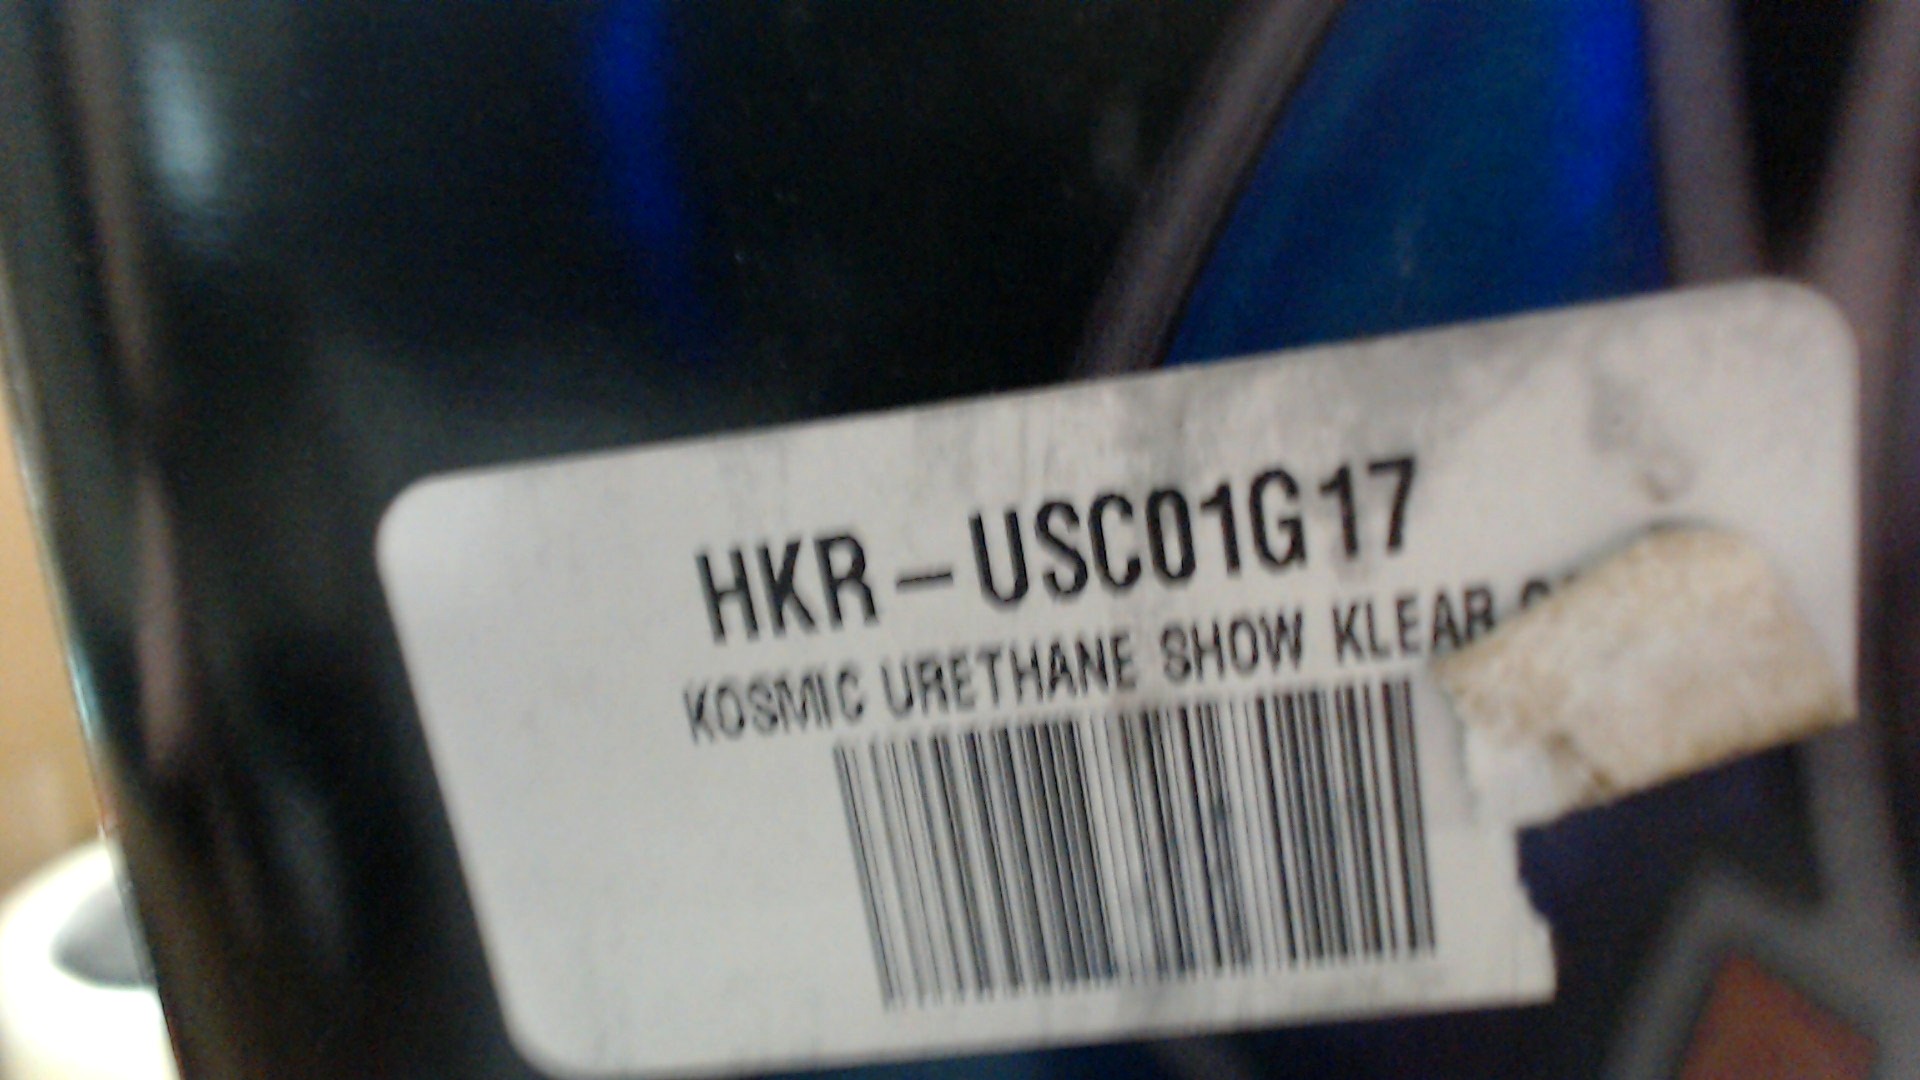 HKR-USC01G17
KOSMIC URETHANE SHOW KLEAR